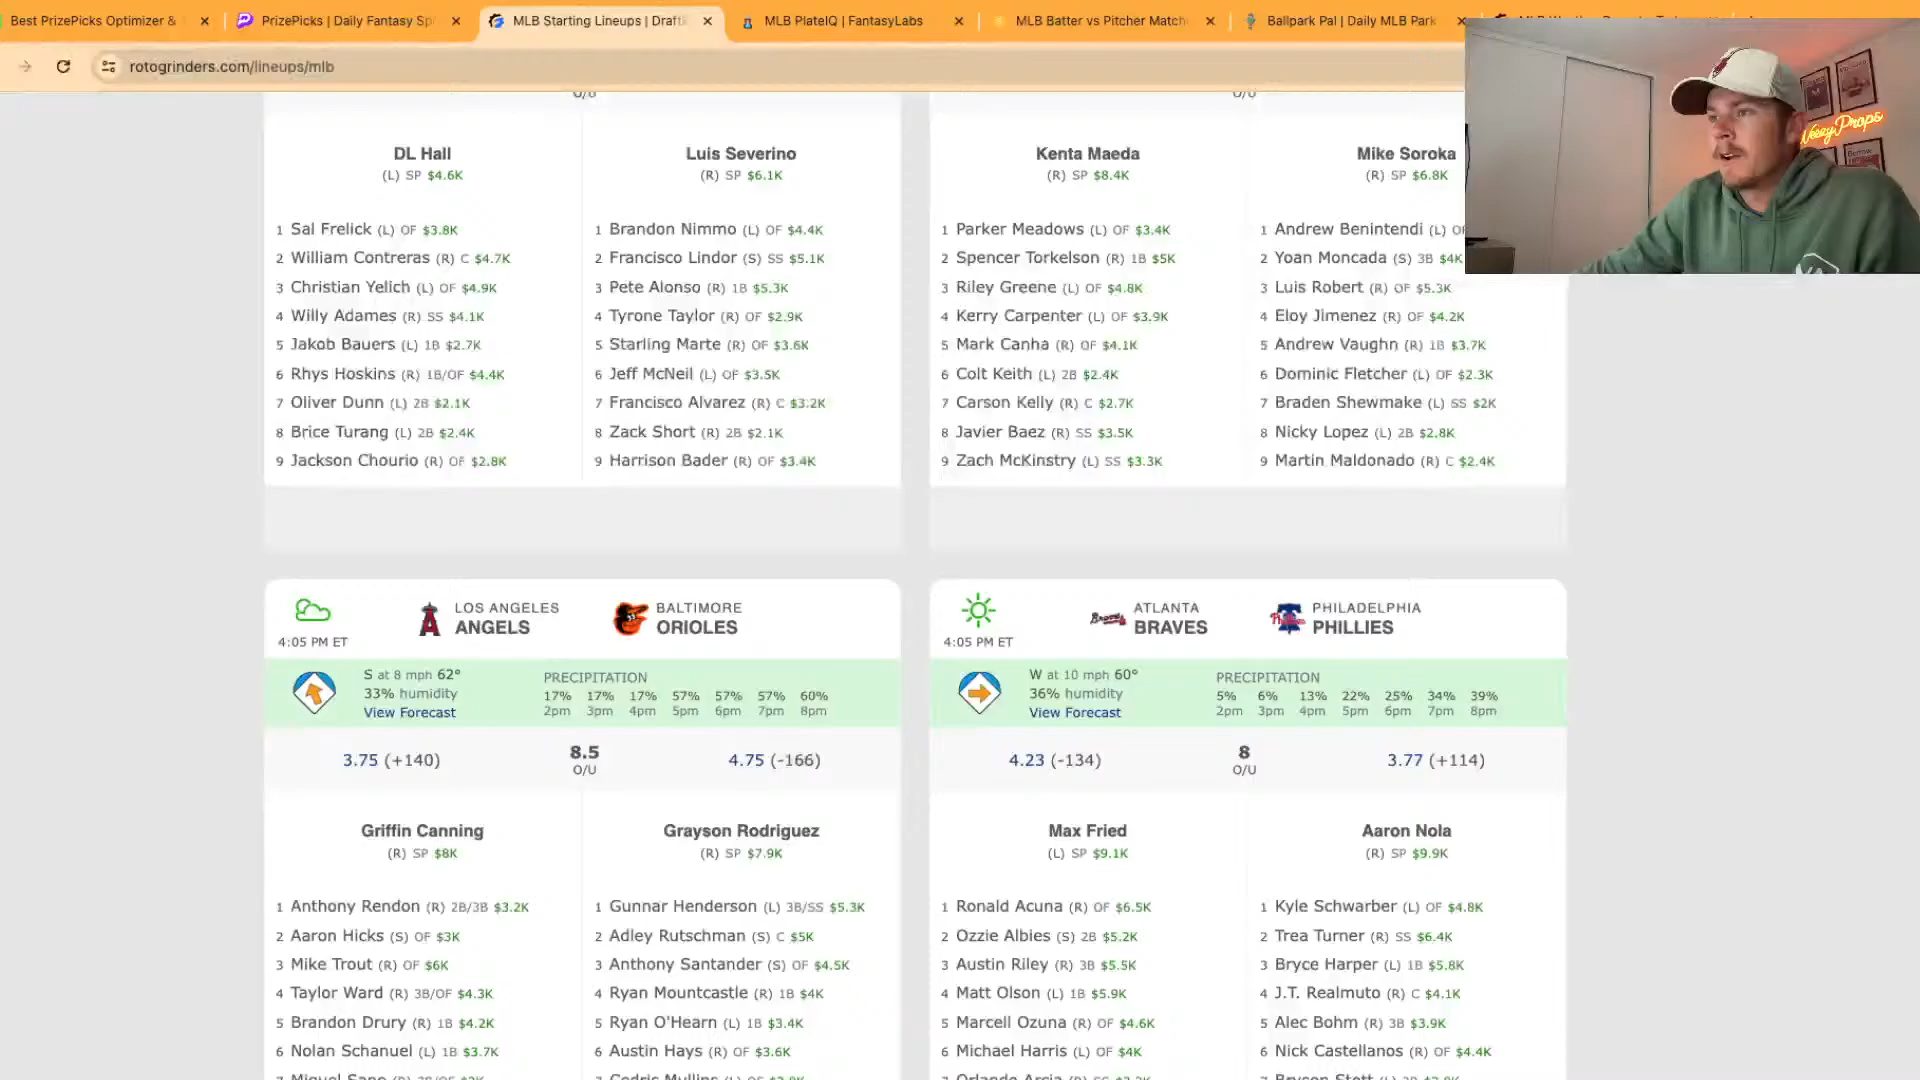 Best PrizePicks Optimizer &
PrizePicks | Daily Fantasy Sp
MLB Starting Lineups | Draft
MLB PlateIQ | FantasyLabs
MLB Batter vs Pitcher Match
Ballpark Pal | Daily MLB Park
rotogrinders.com/lineups/mlb
NeezyProps
O/U
O/U
DL Hall
(L) SP $4.6K
Luis Severino
(R) SP $6.1K
1 Sal Frelick (L) OF $3.8K
2 William Contreras (R) C $4.7K
3 Christian Yelich (L) OF $4.9K
4 Willy Adames (R) SS $4.1K
5 Jakob Bauers (L) 1B $2.7K
6 Rhys Hoskins (R) 1B/OF $4.4K
7 Oliver Dunn (L) 2B $2.1K
8 Brice Turang (L) 2B $2.4K
9 Jackson Chourio (R) OF $2.8K
1 Brandon Nimmo (L) OF $4.4K
2 Francisco Lindor (S) SS $5.1K
3 Pete Alonso (R) 1B $5.3K
4 Tyrone Taylor (R) OF $2.9K
5 Starling Marte (R) OF $3.6K
6 Jeff McNeil (L) OF $3.5K
7 Francisco Alvarez (R) C $3.2K
8 Zack Short (R) 2B $2.1K
9 Harrison Bader (R) OF $3.4K
Kenta Maeda
(R) SP $8.4K
Mike Soroka
(R) SP $6.8K
1 Parker Meadows (L) OF $3.4K
2 Spencer Torkelson (R) 1B $5K
3 Riley Greene (L) OF $4.8K
4 Kerry Carpenter (L) OF $3.9K
5 Mark Canha (R) OF $4.1K
6 Colt Keith (L) 2B $2.4K
7 Carson Kelly (R) C $2.7K
8 Javier Baez (R) SS $3.5K
9 Zach McKinstry (L) SS $3.3K
1 Andrew Benintendi (L) OF
2 Yoan Moncada (S) 3B $4K
3 Luis Robert (R) OF $5.3K
4 Eloy Jimenez (R) OF $4.2K
5 Andrew Vaughn (R) 1B $3.7K
6 Dominic Fletcher (L) OF $2.3K
7 Braden Shewmake (L) SS $2K
8 Nicky Lopez (L) 2B $2.8K
9 Martin Maldonado (R) C $2.4K
4:05 PM ET
LOS ANGELES
ANGELS
BALTIMORE
ORIOLES
S at 8 mph 62°
33% humidity
View Forecast
PRECIPITATION
17% 17% 17% 57% 57% 57% 60%
2pm 3pm 4pm 5pm 6pm 7pm 8pm
3.75 (+140)
8.5
O/U
4.75 (-166)
Griffin Canning
(R) SP $8K
Grayson Rodriguez
(R) SP $7.9K
1 Anthony Rendon (R) 2B/3B $3.2K
2 Aaron Hicks (S) OF $3K
3 Mike Trout (R) OF $6K
4 Taylor Ward (R) 3B/OF $4.3K
5 Brandon Drury (R) 1B $4.2K
6 Nolan Schanuel (L) 1B $3.7K
1 Gunnar Henderson (L) 3B/SS $5.3K
2 Adley Rutschman (S) C $5K
3 Anthony Santander (S) OF $4.5K
4 Ryan Mountcastle (R) 1B $4K
5 Ryan O'Hearn (L) 1B $3.4K
6 Austin Hays (R) OF $3.6K
4:05 PM ET
ATLANTA
BRAVES
PHILADELPHIA
PHILLIES
W at 10 mph 60°
36% humidity
View Forecast
PRECIPITATION
5% 6% 13% 22% 25% 34% 39%
2pm 3pm 4pm 5pm 6pm 7pm 8pm
4.23 (-134)
8
O/U
3.77 (+114)
Max Fried
(L) SP $9.1K
Aaron Nola
(R) SP $9.9K
1 Ronald Acuna (R) OF $6.5K
2 Ozzie Albies (S) 2B $5.2K
3 Austin Riley (R) 3B $5.5K
4 Matt Olson (L) 1B $5.9K
5 Marcell Ozuna (R) OF $4.6K
6 Michael Harris (L) OF $4K
1 Kyle Schwarber (L) OF $4.8K
2 Trea Turner (R) SS $6.4K
3 Bryce Harper (L) 1B $5.8K
4 J.T. Realmuto (R) C $4.1K
5 Alec Bohm (R) 3B $3.9K
6 Nick Castellanos (R) OF $4.4K